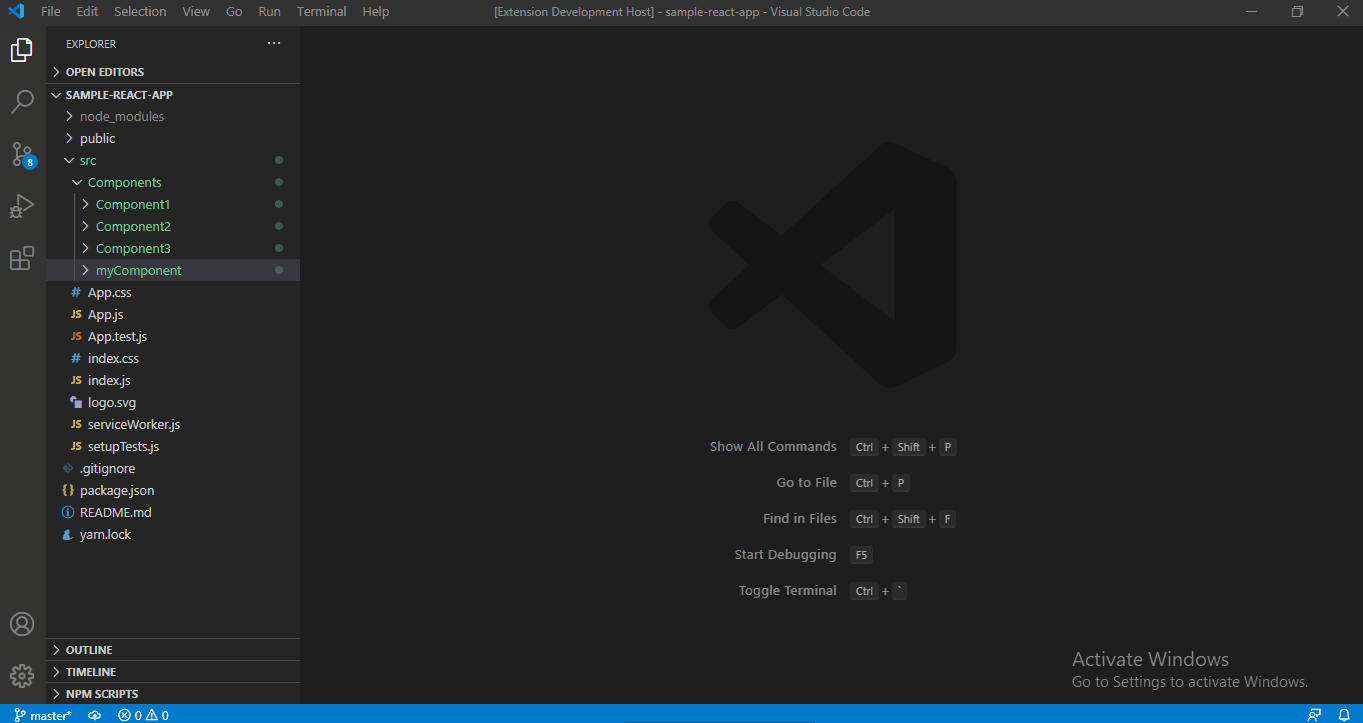 File Edit Selection View Go Run Terminal Help [Extension Development Host] - sample-react-app - Visual Studio Code
EXPLORER
OPEN EDITORS
SAMPLE-REACT-APP
node_modules
public
src
Components
Component1
Component2
Component3
myComponent
# App.css
JS App.js
JS App.test.js
# index.css
JS index.js
logo.svg
JS serviceWorker.js
JS setupTests.js
.gitignore
{} package.json
README.md
yarn.lock
OUTLINE
TIMELINE
NPM SCRIPTS
8
Show All Commands Ctrl + Shift + P
Go to File Ctrl + P
Find in Files Ctrl + Shift + F
Start Debugging F5
Toggle Terminal Ctrl + `
Activate Windows
Go to Settings to activate Windows.
master* 0 0